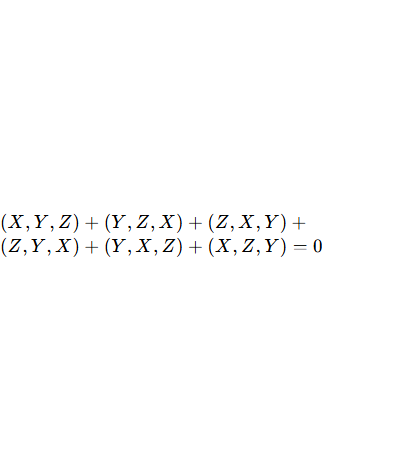 (X, Y, Z) + (Y, Z, X) + (Z, X, Y) +
(Z, Y, X) + (Y, X, Z) + (X, Z, Y) = 0